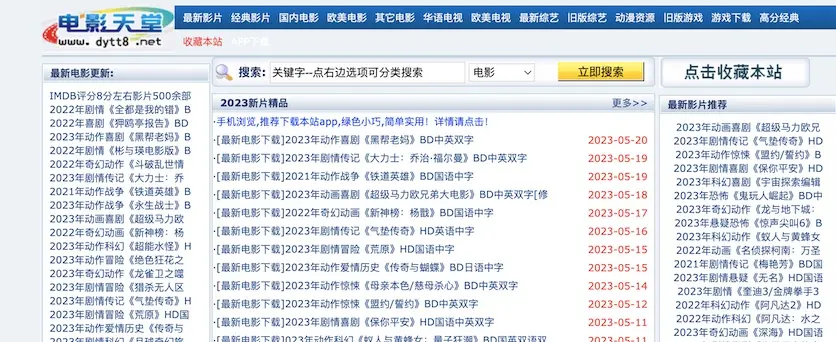 电影天堂
www.dytt8.net
最新影片 经典影片 国内电影 欧美电影 其它电影 华语电视 欧美电视 最新综艺 旧版综艺 动漫资源 旧版游戏 游戏下载 高分经典
收藏本站 APP下载
最新电影更新:
IMDB评分8分左右影片500余部
2022年剧情《全都是我的错》B
2023年喜剧《狎鸥亭报告》BD
2023年动作喜剧《黑帮老妈》B
2022年剧情《彬与瑛电影版》B
2022年奇幻动作《斗破乱世情
2023年剧情传记《大力士：乔
2021年动作战争《铁道英雄》B
2023年动作战争《永生战士》B
2023年动画喜剧《超级马力欧
2023年动作科幻《超能水怪》H
2023年动作冒险《绝色狂花之
2023年奇幻动作《龙雀卫之噬
2023年剧情冒险《猎杀无人区
2023年剧情传记《气垫传奇》H
2023年剧情冒险《荒原》HD国
2023年动作爱情历史《传奇与
搜索:
关键字--点右边选项可分类搜索
电影
立即搜索
点击收藏本站
2023新片精品
更多>>
·手机浏览,推荐下载本站app,绿色小巧,简单实用！详情请点击！
·[最新电影下载]2023年动作喜剧《黑帮老妈》BD中英双字 2023-05-20
·[最新电影下载]2023年剧情传记《大力士：乔治·福尔曼》BD中英双字 2023-05-19
·[最新电影下载]2021年动作战争《铁道英雄》BD国语中字 2023-05-19
·[最新电影下载]2023年动画喜剧《超级马力欧兄弟大电影》BD中英双字[修 2023-05-18
·[最新电影下载]2022年奇幻动作《新神榜：杨戬》BD国语中字 2023-05-17
·[最新电影下载]2023年剧情传记《气垫传奇》HD中英双字 2023-05-16
·[最新电影下载]2023年剧情冒险《荒原》HD国语中字 2023-05-15
·[最新电影下载]2023年动作爱情历史《传奇与蝴蝶》BD日语中字 2023-05-15
·[最新电影下载]2023年动作惊悚《母亲本色/慈母杀心》BD中英双字 2023-05-14
·[最新电影下载]2023年动作惊悚《盟约/誓约》BD中英双字 2023-05-12
·[最新电影下载]2023年剧情喜剧《保你平安》HD国语中英双字 2023-05-11
·[最新电影下载]2023年动作科幻《蚁人与黄蜂女：量子狂潮》BD国英双语双 2023-05-11
最新影片推荐
2023年动画喜剧《超级马力欧兄
2023年剧情传记《气垫传奇》HD
2023年动作惊悚《盟约/誓约》B
2023年剧情喜剧《保你平安》HD
2023年科幻喜剧《宇宙探索编辑
2023年恐怖《鬼玩人崛起》BD中
2023年奇幻动作《龙与地下城：
2023年悬疑恐怖《惊声尖叫6》B
2023年科幻动作《蚁人与黄蜂女
2022年动画《名侦探柯南：万圣
2021年剧情传记《梅艳芳》BD国
2023年剧情悬疑《无名》HD国语
2023年剧情《奎迪3/金牌拳手3
2022年科幻动作《阿凡达2》HD
2022年科幻动作《阿凡达：水之
2023年奇幻动画《深海》HD国语